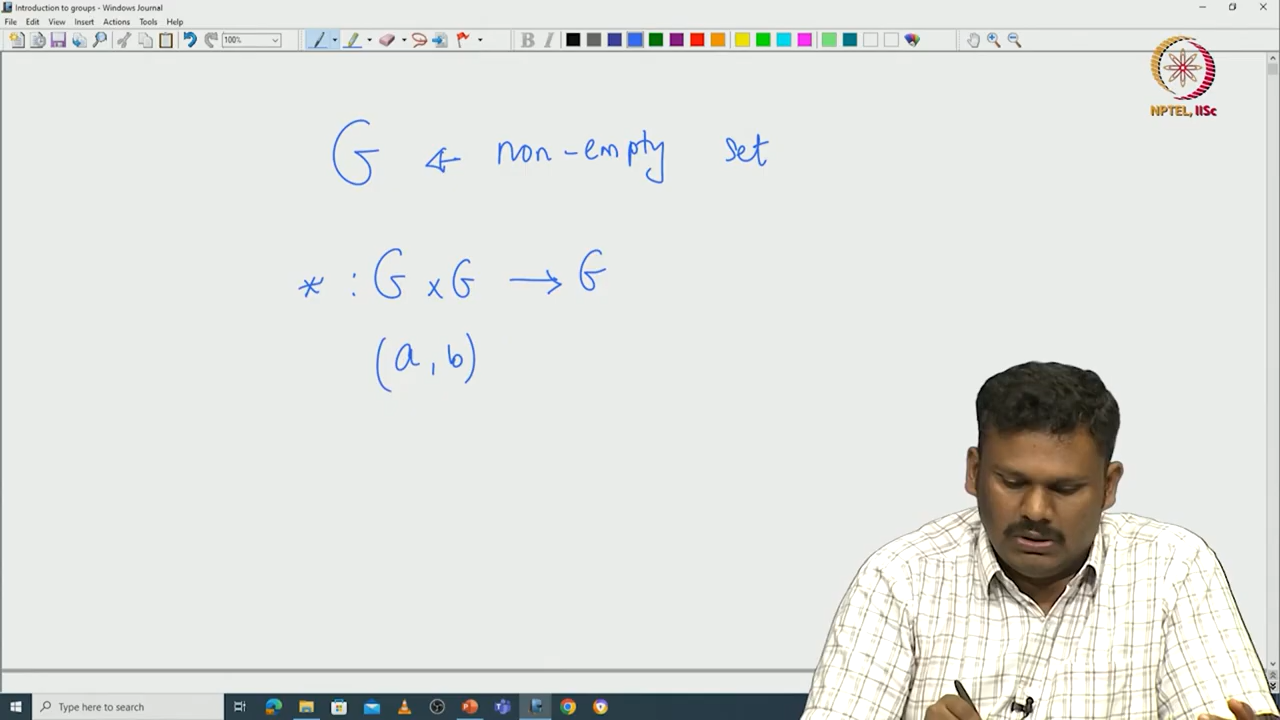 Introduction to groups - Windows Journal
File Edit View Insert Actions Tools Help
100%
B I
NPTEL, IISc
G ← non-empty set
* : G × G → G
(a, b)
Type here to search